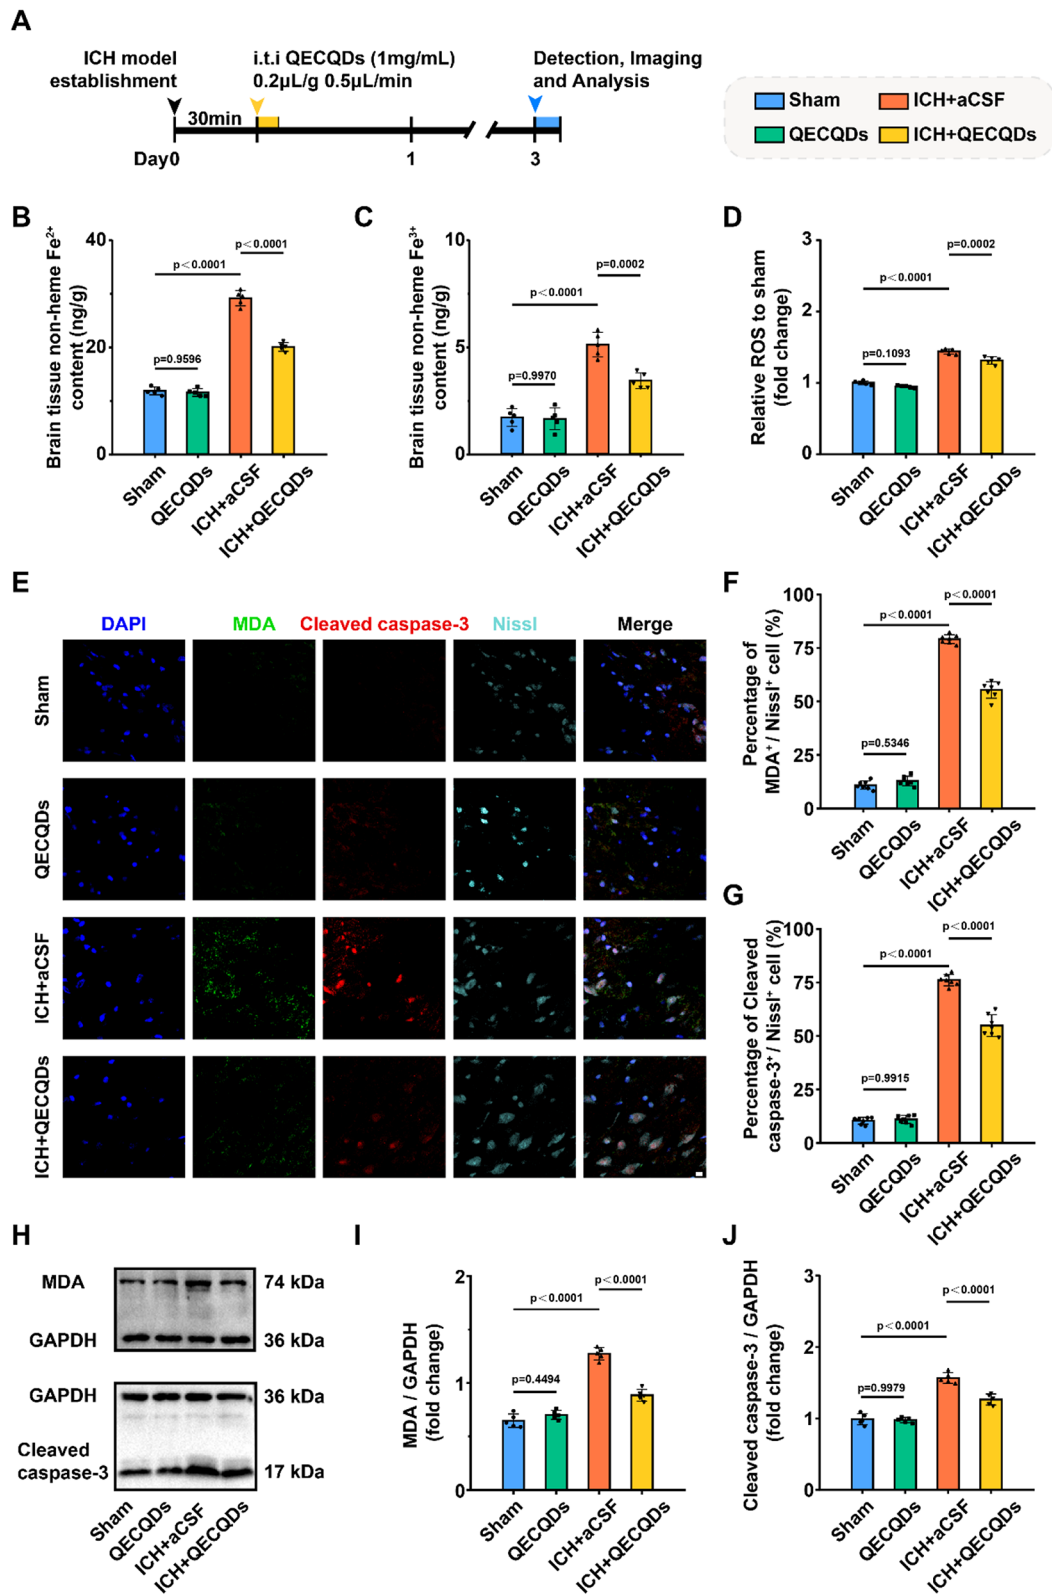 A
ICH model
establishment
i.t.i QECQDs (1mg/mL)
0.2μL/g 0.5μL/min
Detection, Imaging
and Analysis
30min
Day0
1
3
Sham
ICH+aCSF
QECQDs
ICH+QECQDs
B
Brain tissue non-heme Fe²⁺
content (ng/g)
40
20
0
p<0.0001
p<0.0001
p=0.9596
Sham
QECQDs
ICH+aCSF
ICH+QECQDs
C
Brain tissue non-heme Fe³⁺
content (ng/g)
10
5
0
p=0.0002
p<0.0001
p=0.9970
Sham
QECQDs
ICH+aCSF
ICH+QECQDs
D
Relative ROS to sham
(fold change)
3
2
1
0
p=0.0002
p<0.0001
p=0.1093
Sham
QECQDs
ICH+aCSF
ICH+QECQDs
E
DAPI
MDA
Cleaved caspase-3
Nissl
Merge
Sham
QECQDs
ICH+aCSF
ICH+QECQDs
F
Percentage of
MDA⁺ / Nissl⁺ cell (%)
100
75
50
25
0
p<0.0001
p<0.0001
p=0.5346
Sham
QECQDs
ICH+aCSF
ICH+QECQDs
G
Percentage of Cleaved
caspase-3⁺ / Nissl⁺ cell (%)
100
75
50
25
0
p<0.0001
p<0.0001
p=0.9915
Sham
QECQDs
ICH+aCSF
ICH+QECQDs
H
MDA
74 kDa
GAPDH
36 kDa
GAPDH
36 kDa
Cleaved
caspase-3
17 kDa
Sham
QECQDs
ICH+aCSF
ICH+QECQDs
I
MDA / GAPDH
(fold change)
2
1
0
p<0.0001
p<0.0001
p=0.4494
Sham
QECQDs
ICH+aCSF
ICH+QECQDs
J
Cleaved caspase-3 / GAPDH
(fold change)
3
2
1
0
p<0.0001
p<0.0001
p=0.9979
Sham
QECQDs
ICH+aCSF
ICH+QECQDs